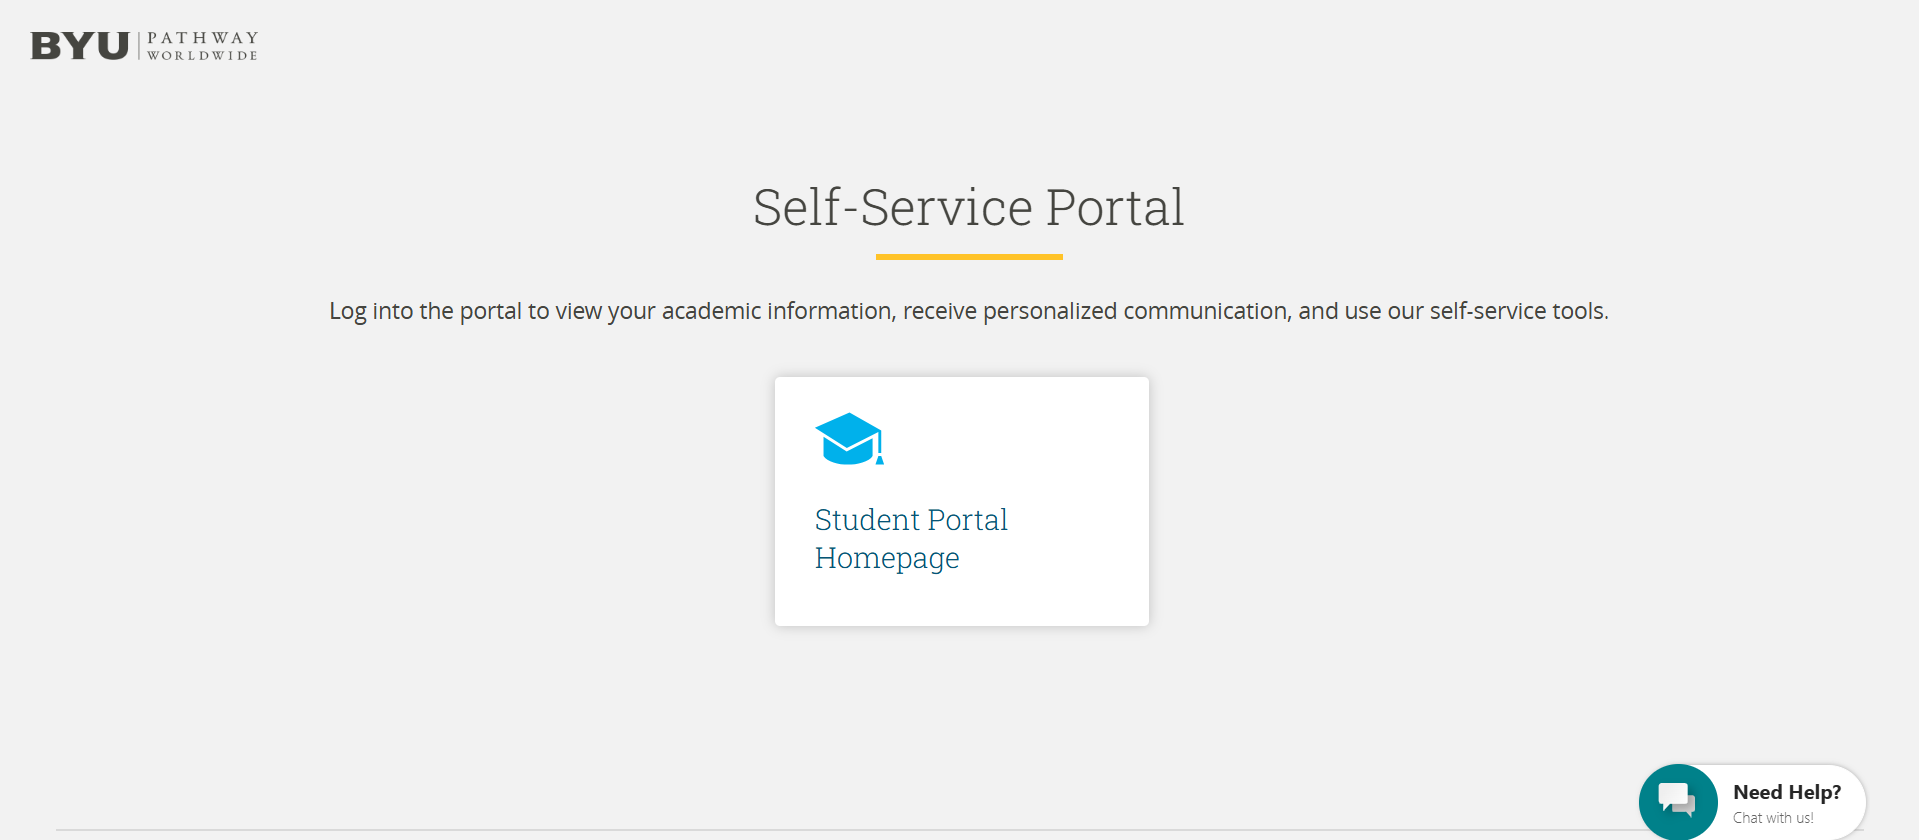 BYU PATHWAY
WORLDWIDE
Self-Service Portal
Log into the portal to view your academic information, receive personalized communication, and use our self-service tools.
Student Portal
Homepage
Need Help?
Chat with us!